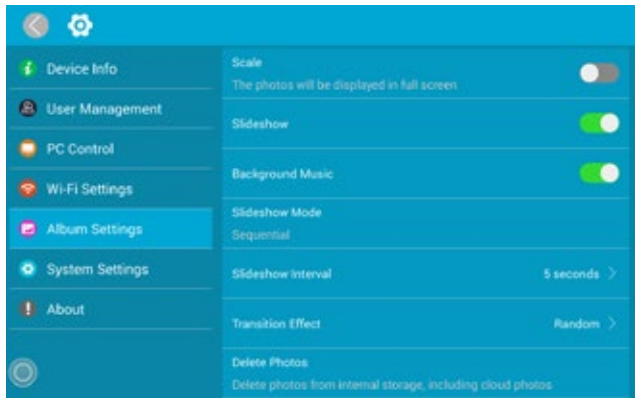 Device Info
User Management
PC Control
Wi-Fi Settings
Album Settings
System Settings
About
Scale
The photos will be displayed in full screen
Slideshow
Background Music
Slideshow Mode
Sequential
Slideshow Interval 5 seconds
Transition Effect Random
Delete Photos
Delete photos from internal storage, including cloud photos